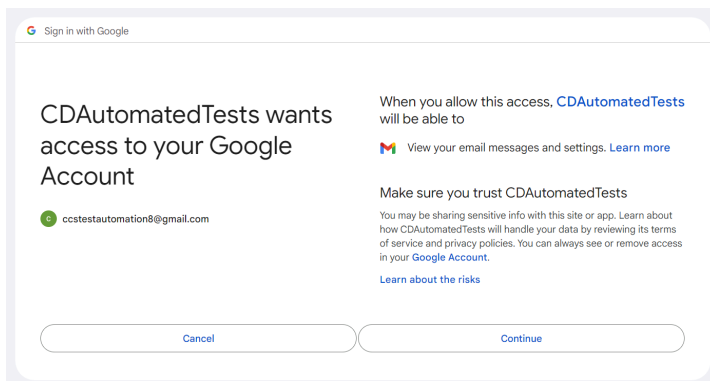 Sign in with Google
CDAutomatedTests wants
access to your Google
Account
c ccstestautomation8@gmail.com
When you allow this access, CDAutomatedTests
will be able to
View your email messages and settings. Learn more
Make sure you trust CDAutomatedTests
You may be sharing sensitive info with this site or app. Learn about
how CDAutomatedTests will handle your data by reviewing its terms
of service and privacy policies. You can always see or remove access
in your Google Account.
Learn about the risks
Cancel
Continue